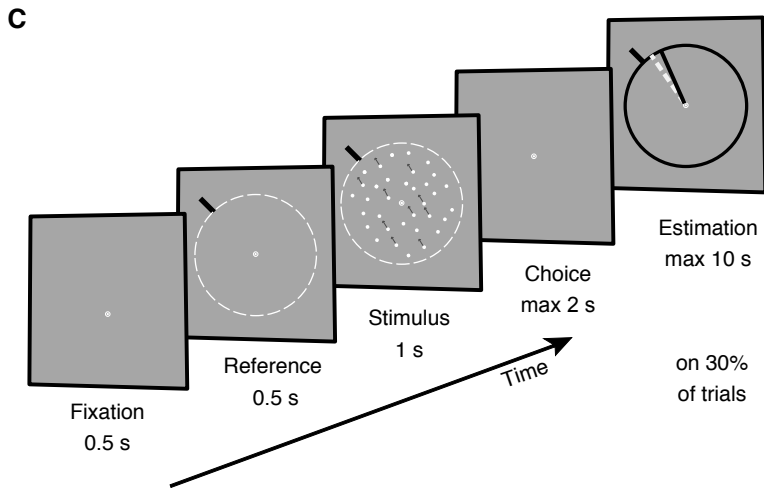 C
Fixation
0.5 s
Reference
0.5 s
Stimulus
1 s
Choice
max 2 s
Estimation
max 10 s
on 30%
of trials
Time